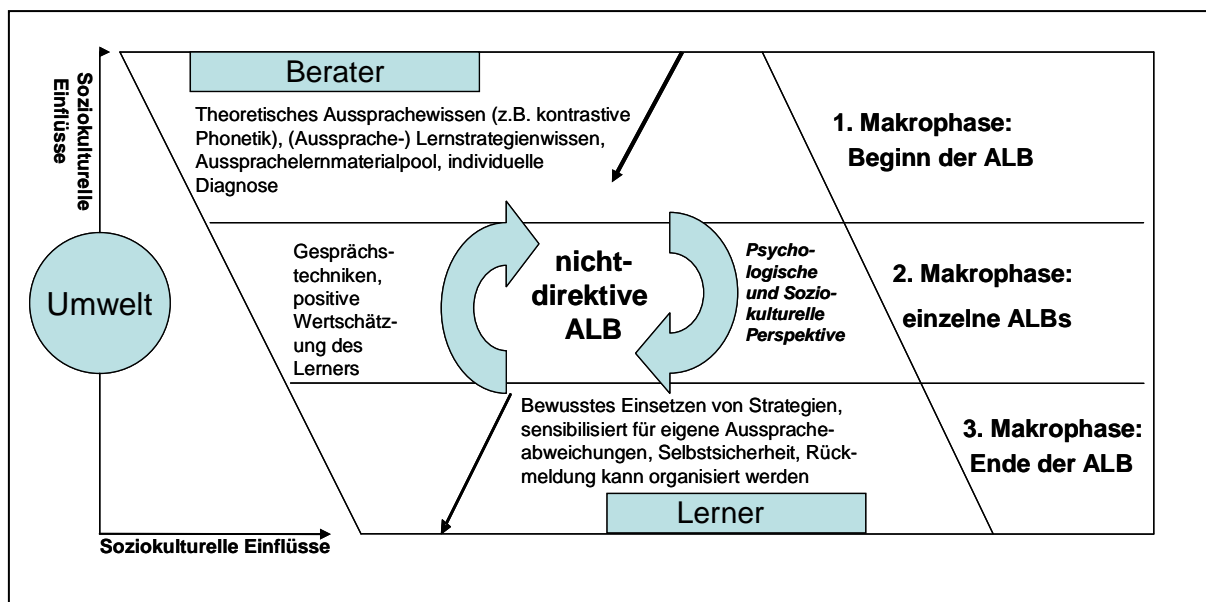 Soziokulturelle
Einflüsse
Umwelt
Soziokulturelle Einflüsse
Berater
Theoretisches Aussprachewissen (z.B. kontrastive
Phonetik), (Aussprache-) Lernstrategienwissen,
Aussprachelernmaterialpool, individuelle
Diagnose
1. Makrophase:
Beginn der ALB
Gesprächs-
techniken,
positive
Wertschätz-
ung des
Lerners
nicht-
direktive
ALB
Psycho-
logische
und Sozio-
kulturelle
Perspektive
2. Makrophase:
einzelne ALBs
Bewusstes Einsetzen von Strategien,
sensibilisiert für eigene Aussprache-
abweichungen, Selbstsicherheit, Rück-
meldung kann organisiert werden
Lerner
3. Makrophase:
Ende der ALB